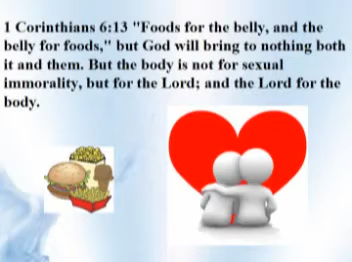 1 Corinthians 6:13 "Foods for the belly, and the
belly for foods," but God will bring to nothing both
it and them. But the body is not for sexual
immorality, but for the Lord; and the Lord for the
body.